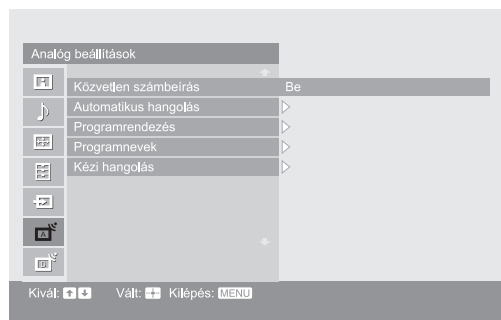 Analóg beállítások
Közvetlen számbeírás Be
Automatikus hangolás
Programrendezés
Programnevek
Kézi hangolás
Kivál: Vált: Kilépés: MENU